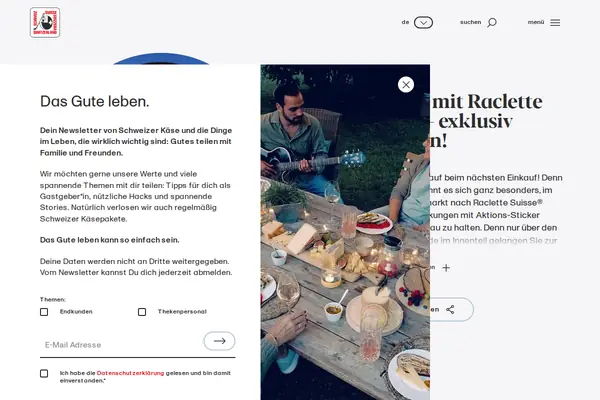 de
suchen
menü
Das Gute leben.
Dein Newsletter von Schweizer Käse und die Dinge
im Leben, die wirklich wichtig sind: Gutes teilen mit
Familie und Freunden.
Wir möchten gerne unsere Werte und viele
spannende Themen mit dir teilen: Tipps für dich als
Gastgeber*in, nützliche Hacks und spannende
Stories. Natürlich verlosen wir auch regelmäßig
Schweizer Käsepakete.
Das Gute leben kann so einfach sein.
Deine Daten werden nicht an Dritte weitergegeben.
Vom Newsletter kannst Du dich jederzeit abmelden.
Themen:
Endkunden
Thekenpersonal
E-Mail Adresse
Ich habe die Datenschutzerklärung gelesen und bin damit
einverstanden.*
mit Raclette
exklusiv
auf beim nächsten Einkauf! Denn
es sich ganz besonders, im
nach Raclette Suisse®
mit Aktions-Sticker
zu halten. Denn nur über den
im Innenteil gelangen Sie zur